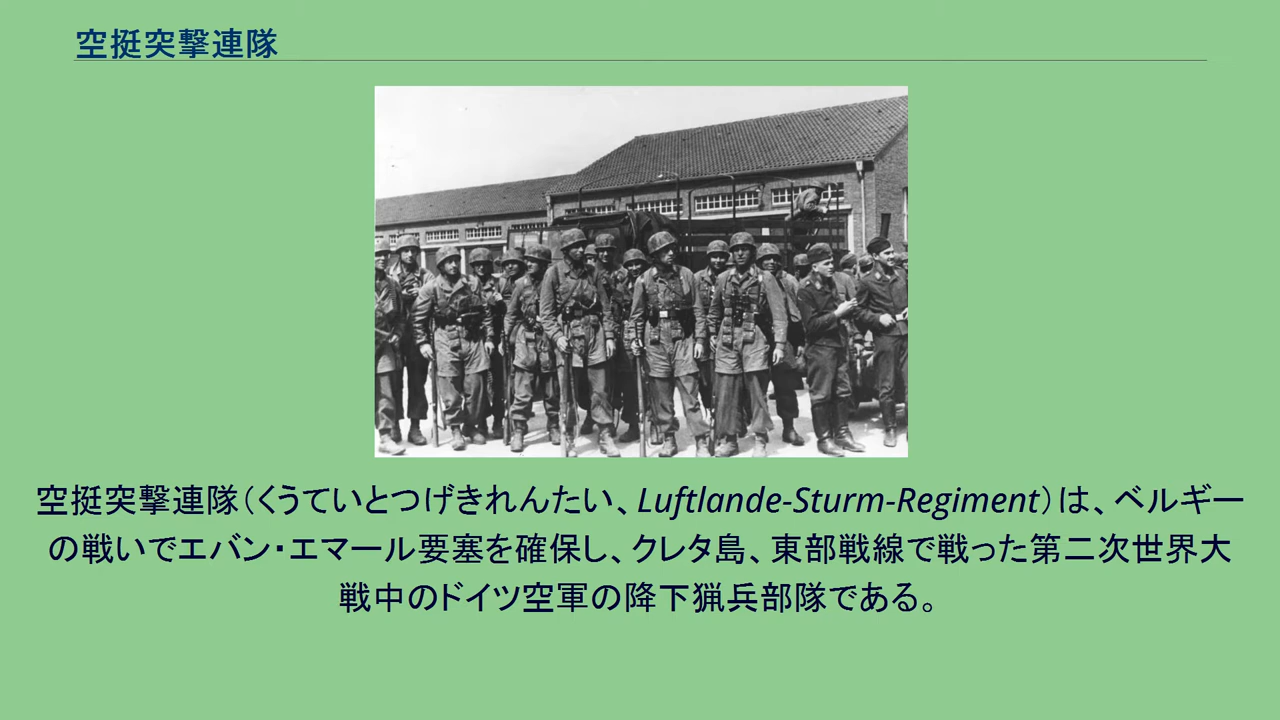 空挺突撃連隊
空挺突撃連隊（くうていとつげきれんたい、Luftlande-Sturm-Regiment）は、ベルギー
の戦いでエバン・エマール要塞を確保し、クレタ島、東部戦線で戦った第二次世界大
戦中のドイツ空軍の降下猟兵部隊である。